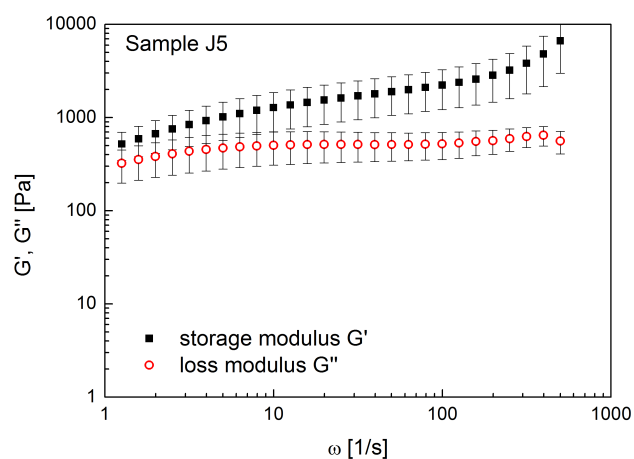 Sample J5
10000
1000
100
10
1
G', G'' [Pa]
storage modulus G'
loss modulus G''
1 10 100 1000
ω [1/s]